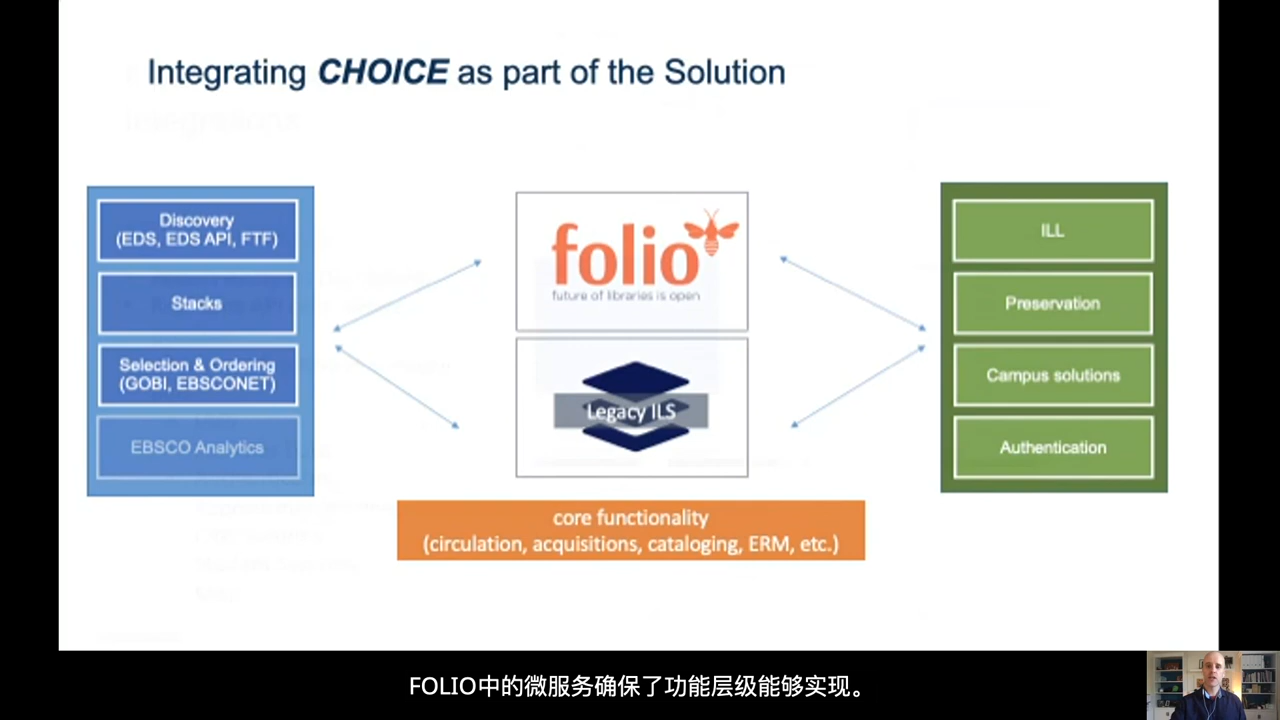 Integrating CHOICE as part of the Solution
Discovery
(EDS, EDS API, FTF)
Stacks
Selection & Ordering
(GOBI, EBSCONET)
EBSCO Analytics
folio
future of libraries is open
Legacy ILS
core functionality
(circulation, acquisitions, cataloging, ERM, etc.)
ILL
Preservation
Campus solutions
Authentication
FOLIO中的微服务确保了功能层级能够实现。